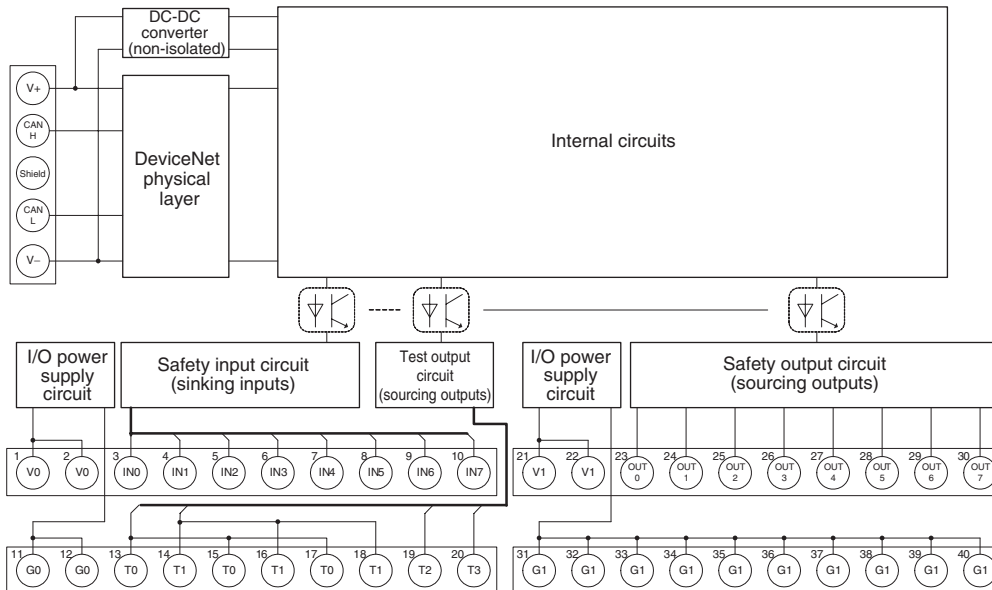 DC-DC
converter
(non-isolated)
V+
CAN
H
Shield
CAN
L
V−
DeviceNet
physical
layer
Internal circuits
I/O power
supply
circuit
Safety input circuit
(sinking inputs)
Test output
circuit
(sourcing outputs)
I/O power
supply
circuit
Safety output circuit
(sourcing outputs)
1 2 3 4 5 6 7 8 9 10
V0 V0 IN0 IN1 IN2 IN3 IN4 IN5 IN6 IN7
21 22 23 24 25 26 27 28 29 30
V1 V1 OUT OUT OUT OUT OUT OUT OUT OUT
0 1 2 3 4 5 6 7
11 12 13 14 15 16 17 18 19 20
G0 G0 T0 T1 T0 T1 T0 T1 T2 T3
31 32 33 34 35 36 37 38 39 40
G1 G1 G1 G1 G1 G1 G1 G1 G1 G1